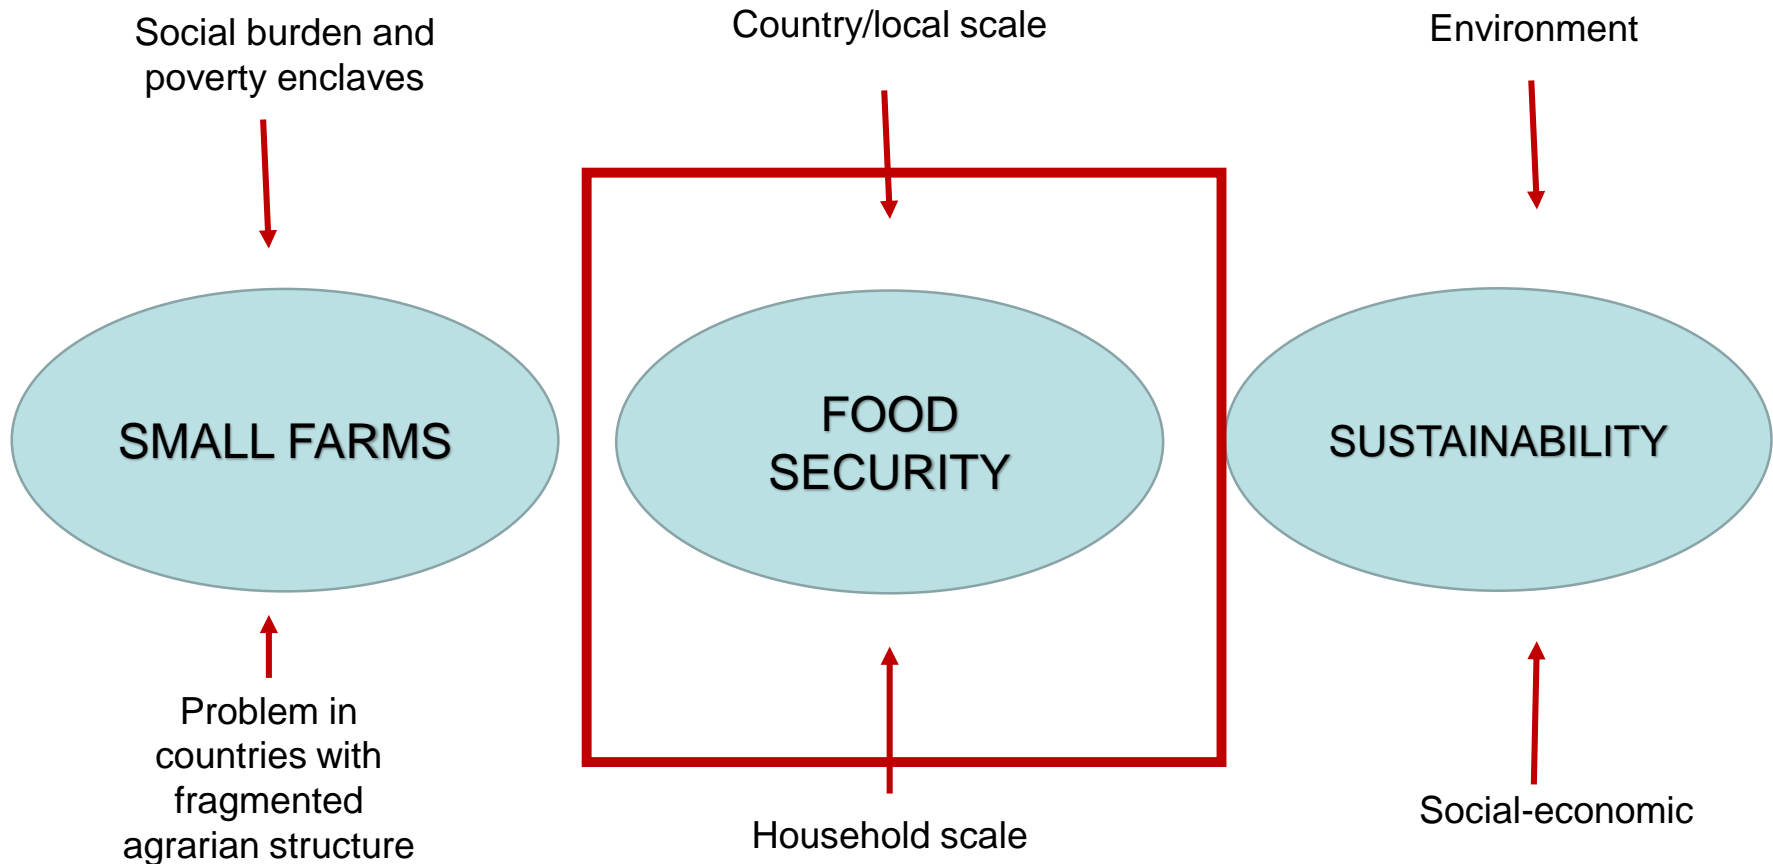 Social burden and
poverty enclaves
Country/local scale
Environment
SMALL FARMS
FOOD
SECURITY
SUSTAINABILITY
Problem in
countries with
fragmented
agrarian structure
Household scale
Social-economic